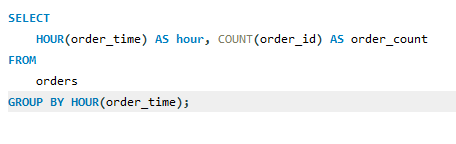 SELECT
    HOUR(order_time) AS hour, COUNT(order_id) AS order_count
FROM
    orders
GROUP BY HOUR(order_time);